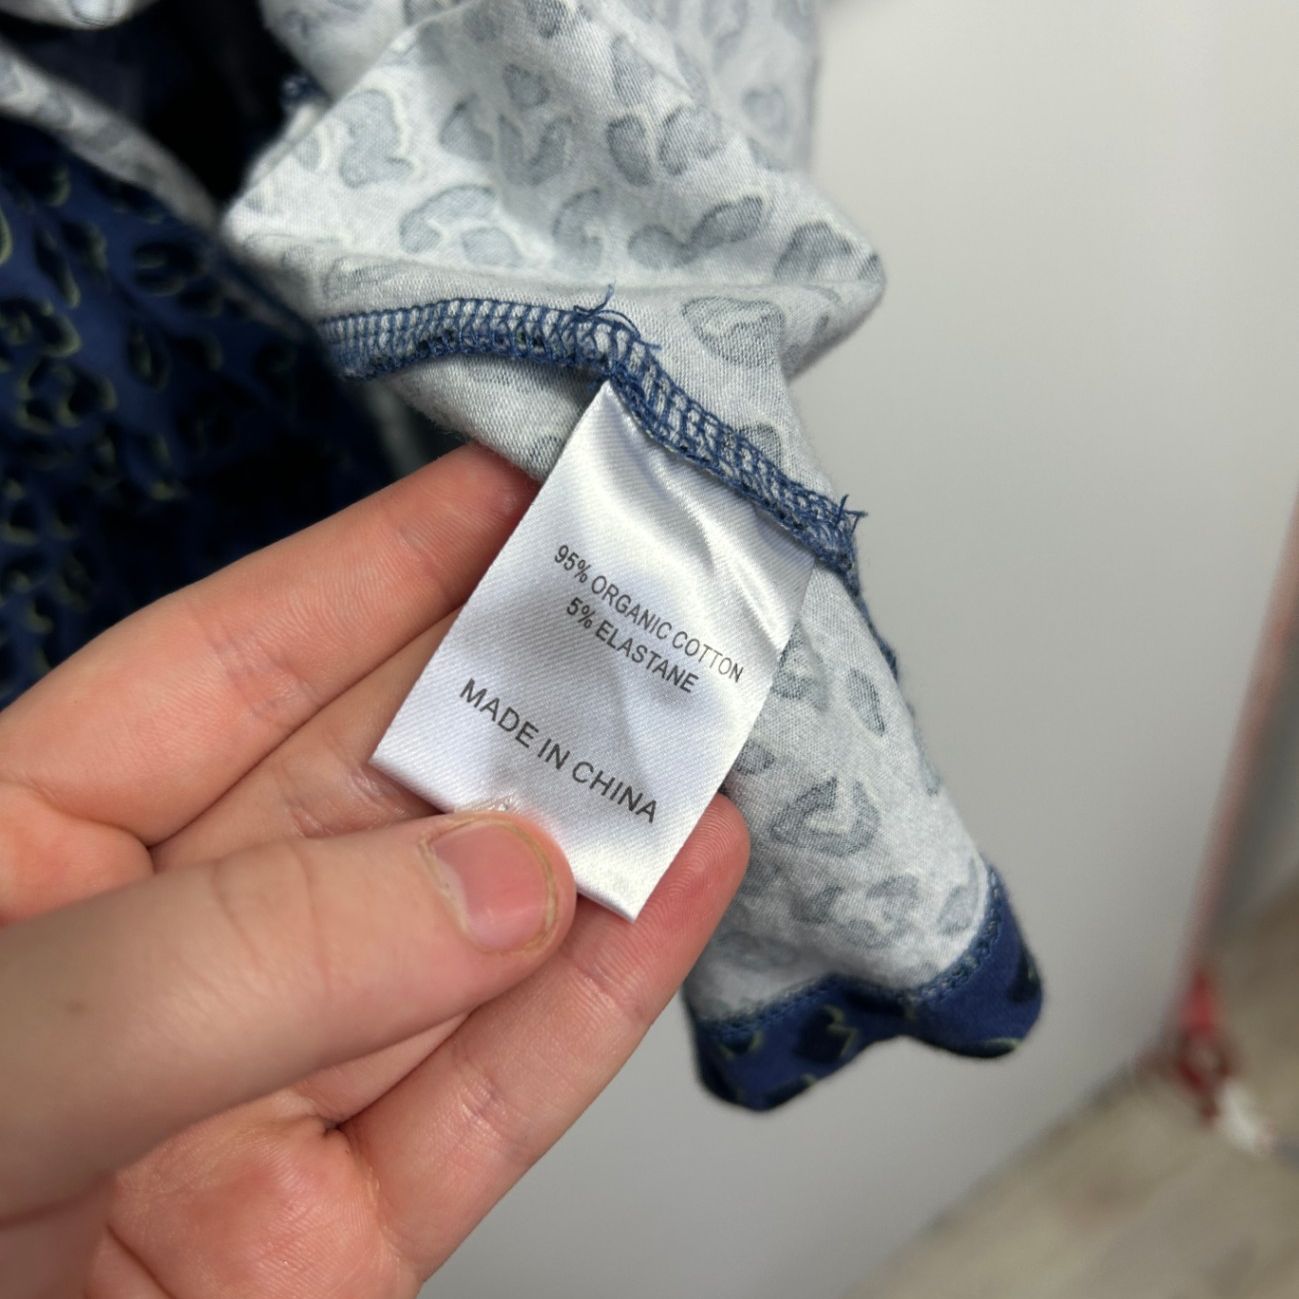 95% ORGANIC COTTON
5% ELASTANE
MADE IN CHINA